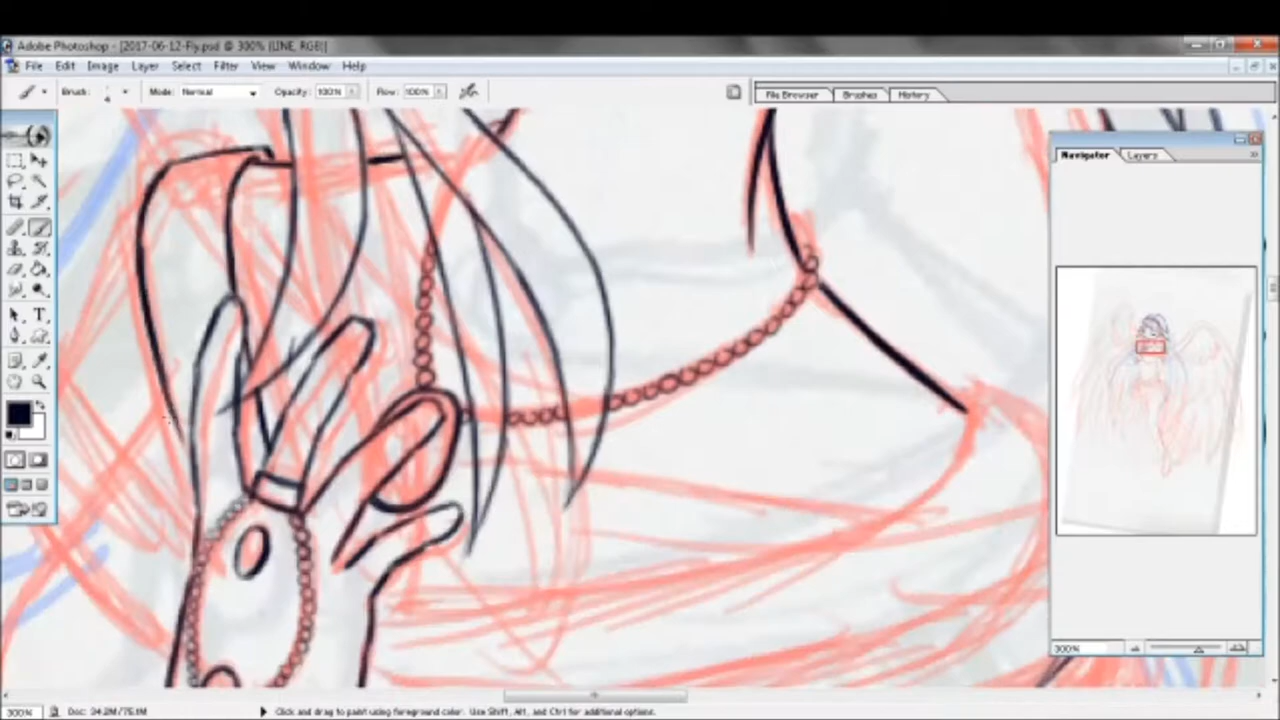 Adobe Photoshop - [2017-06-12-Fly.psd @ 300% (LINE, RGB)]
File Edit Image Layer Select Filter View Window Help
Brush: 4 Mode: Normal Opacity: 100% Flow: 100% File Browser Brushes History
Navigator Layers
T
300%
300% Doc: 34.2M/75.1M Click and drag to paint using foreground color. Use Shift, Alt, and Ctrl for additional options.